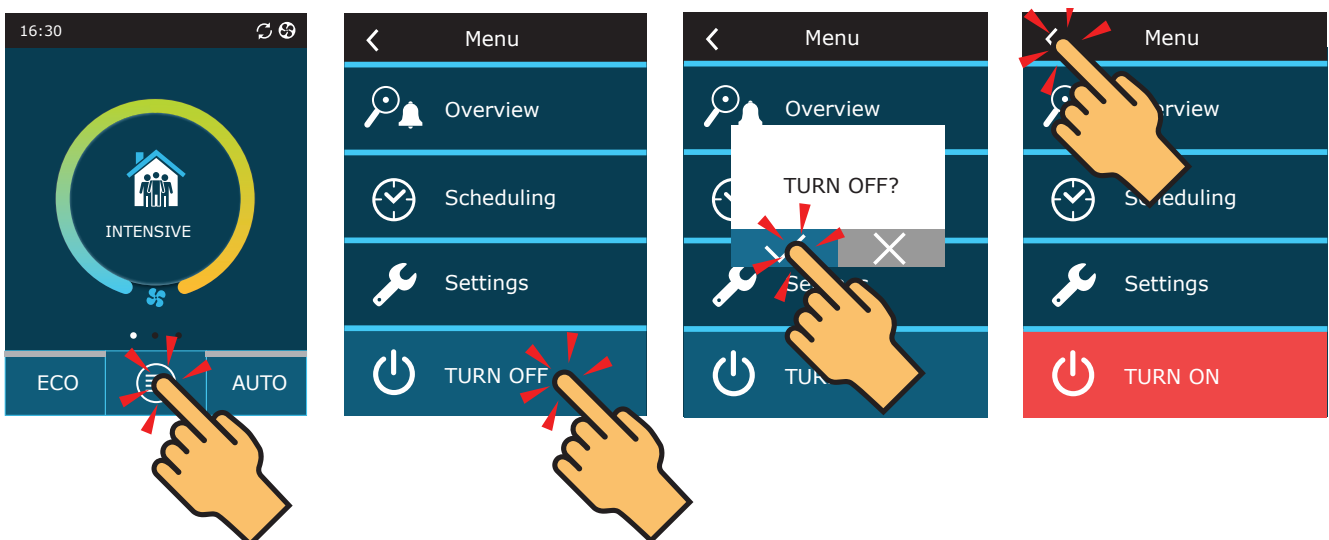 16:30
INTENSIVE
ECO
AUTO
Menu
Overview
Scheduling
Settings
TURN OFF
Menu
Overview
TURN OFF?
Menu
Settings
TURN ON